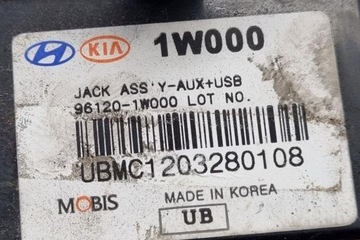 KIA 1W000
JACK ASS'Y-AUX+USB
96120-1W000 LOT NO.
UBMC1203280108
MOBIS MADE IN KOREA
UB